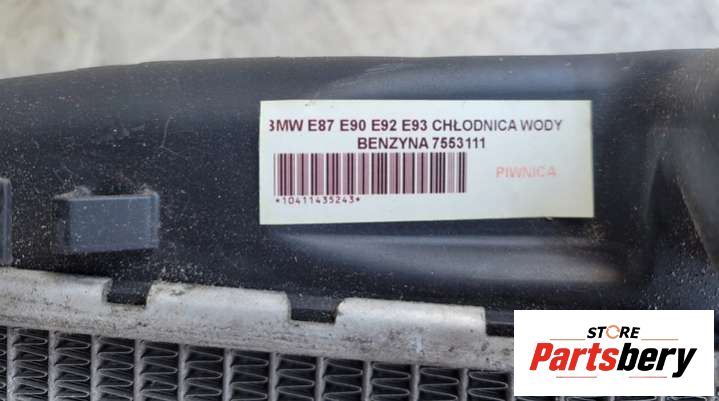 BMW E87 E90 E92 E93 CHŁODNICA WODY
BENZYNA 7553111
PIWNICA
*10411435243*
STORE
Partsbery